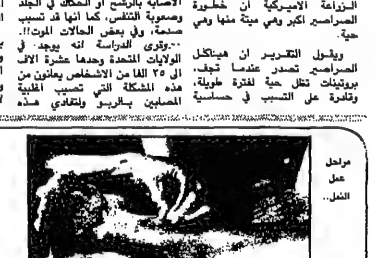 الزراعة الاميركية أن خطورة
الصراصير اكبر وهي ميتة منها وهي
حية.
ويقول التقرير ان هياكل
الصراصير تصدر عندما تجف،
بروتينات تظل حية لفترة طويلة،
وقادرة على التسبب في حساسية
الاصابة بالرشح او الحكاك في الجلد
وصعوبة التنفس، كما أنها قد تسبب
صدمة، وفي بعض الحالات الموت!!.
··وترى الدراسة انه يوجد في
الولايات المتحدة وحدها عشرة الاف
الى ٢٥ الفا من الاشخاص يعانون من
هذه المشكلة التي تصيب اغلبية
المصابين بالربو ولتفادي هذه
مراحل
عمل
النمل..